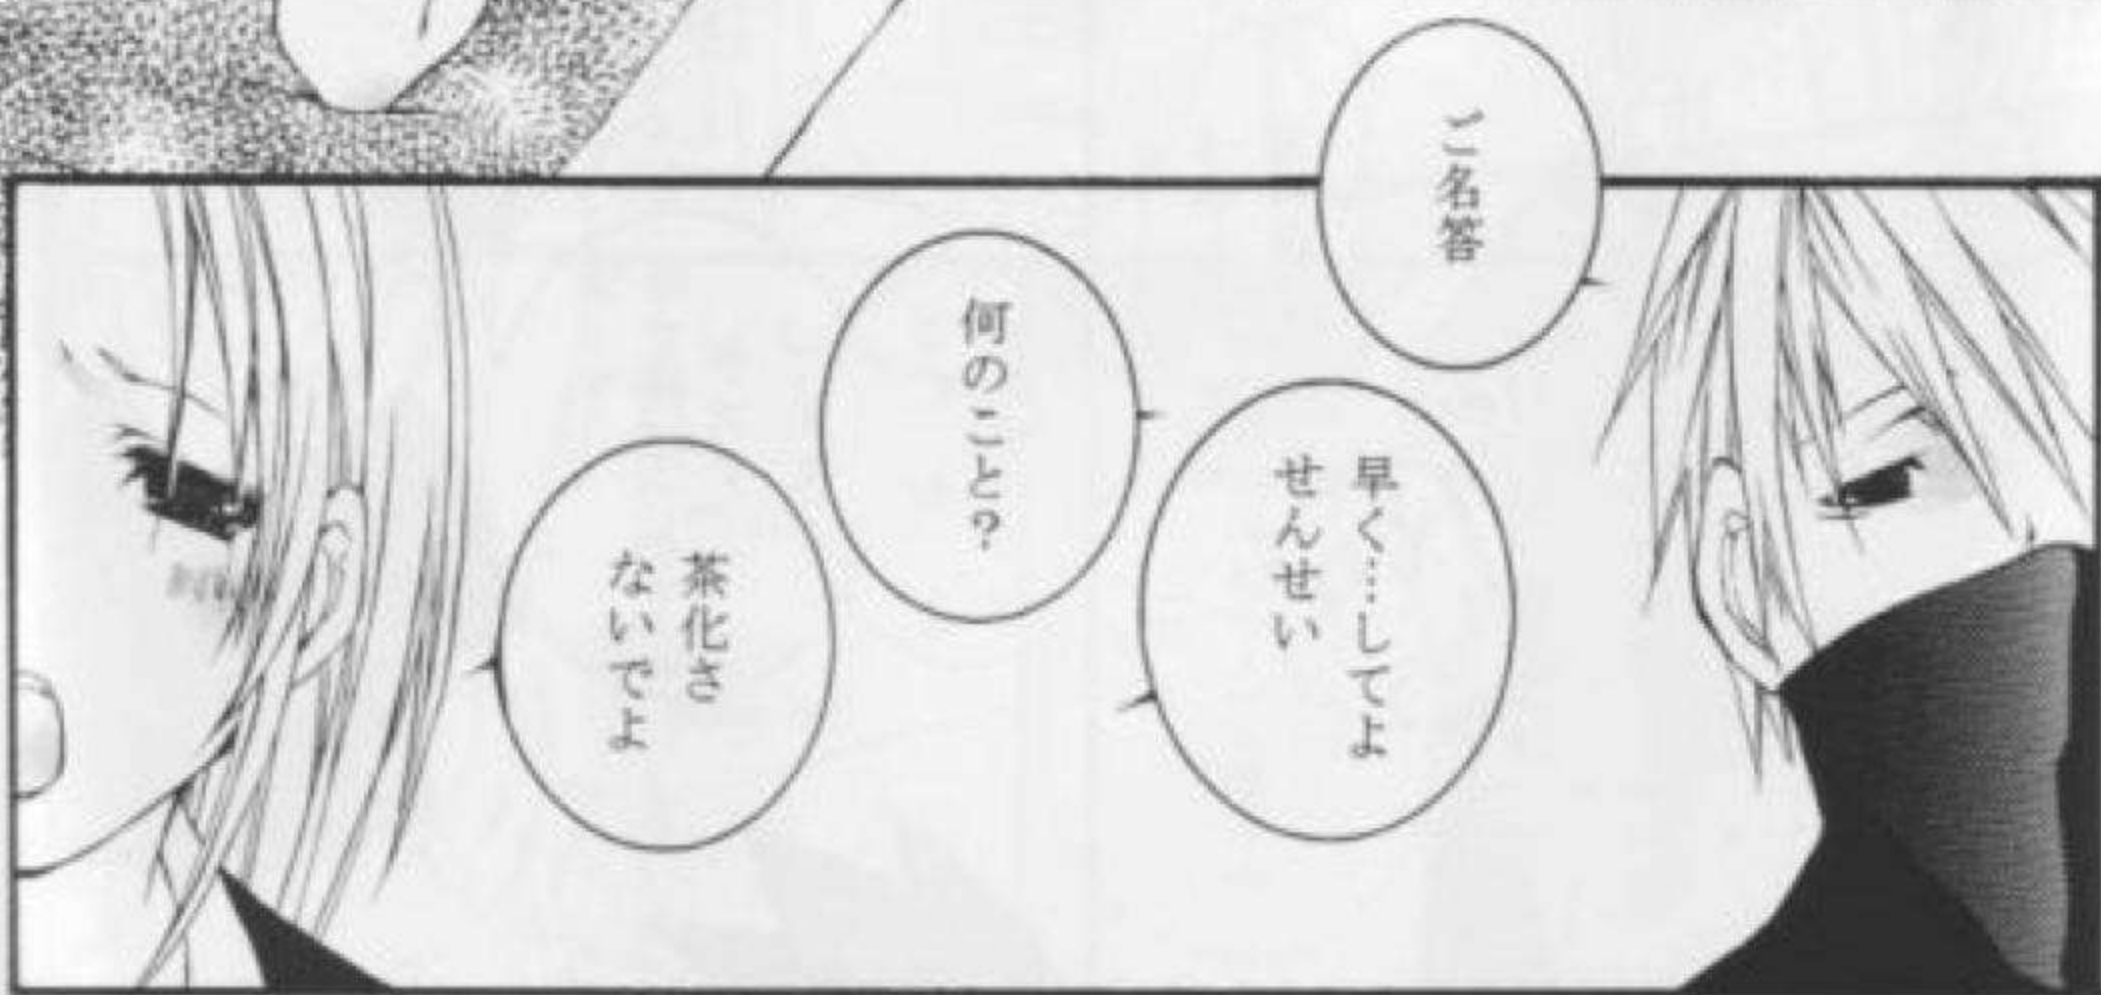 ご名答
早く…してよ
せんせい
何のこと？
茶化さ
ないでよ